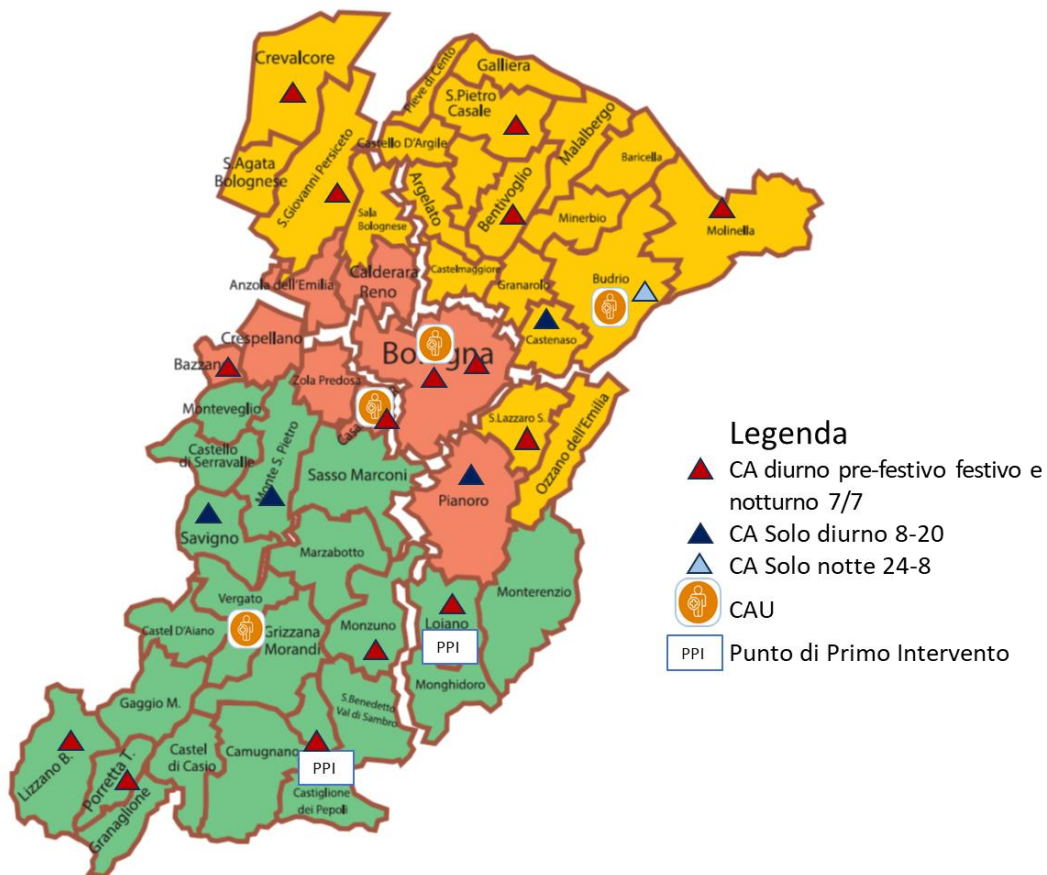 Crevalcore
Galliera
Pieve di Cento
S.Pietro
Casale
Malalbergo
Castello D'Argile
Baricella
S.Agata
Bolognese
S.Giovanni Persiceto
Argelato
Bentivoglio
Sala
Bolognese
Minerbio
Molinella
Castelmaggiore
Granarolo
Budrio
Anzola dell'Emilia
Calderara
Reno
Castenaso
Crespellano
Bologna
Bazzano
Zola Predosa
Casa
Monteveglio
S.Lazzaro S.
Ozzano dell'Emilia
Castello
di Serravalle
Monte S. Pietro
Sasso Marconi
Pianoro
Savigno
Marzabotto
Monterenzio
Vergato
Castel D'Aiano
Grizzana
Morandi
Monzuno
Loiano
PPI
Monghidoro
Gaggio M.
S.Benedetto
Val di Sambro
Lizzano B.
Porretta T.
Castel
di Casio
Camugnano
PPI
Granaglione
Castiglione
dei Pepoli
Legenda
CA diurno pre-festivo festivo e
notturno 7/7
CA Solo diurno 8-20
CA Solo notte 24-8
CAU
PPI Punto di Primo Intervento